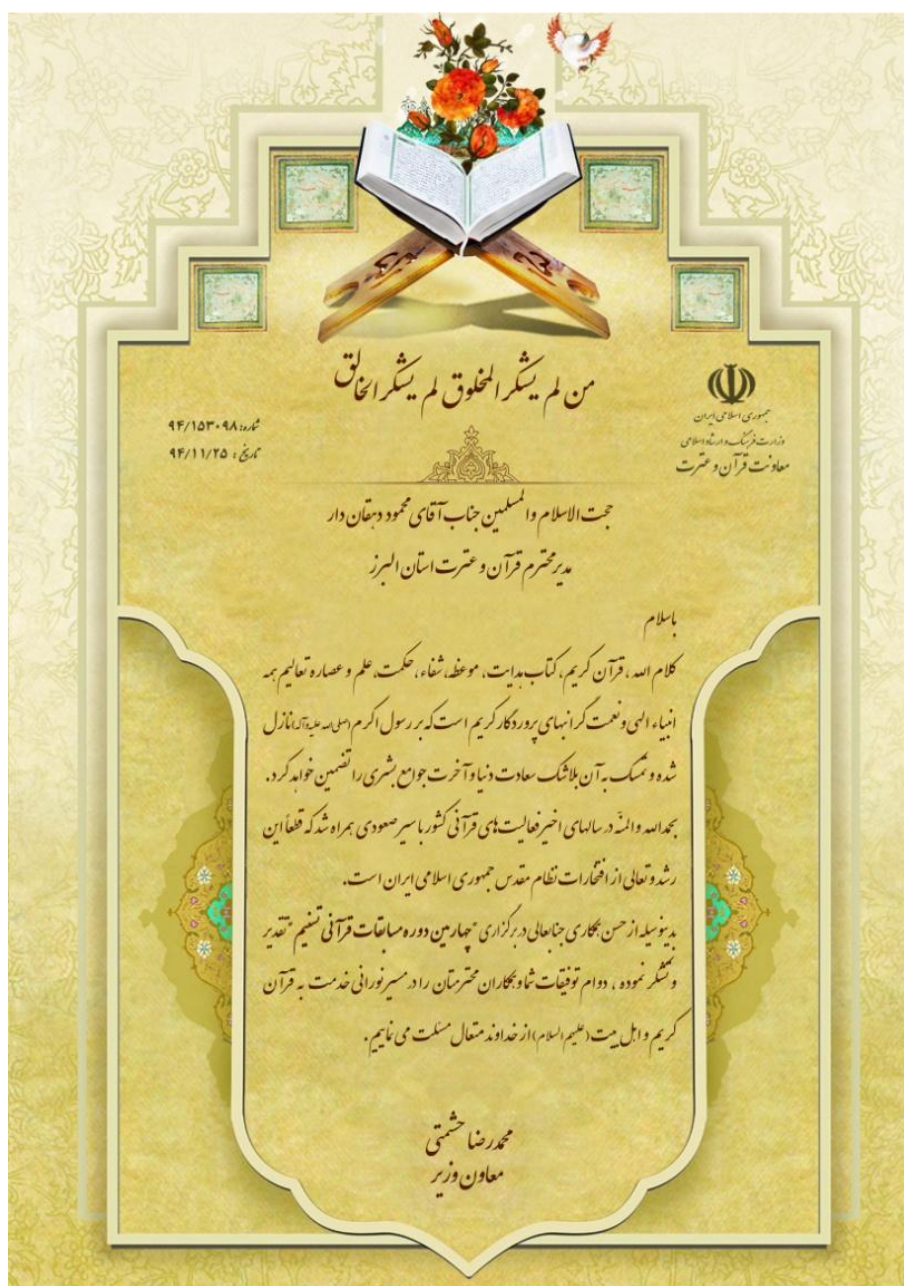 من لم یشکر المخلوق لم یشکر الخالق
جمهوری اسلامی ایران
وزارت فرهنگ و ارشاد اسلامی
معاونت قرآن و عترت
شماره: ۹۴/۱۵۳۰۹۸
تاریخ: ۹۴/۱۱/۲۵
حجت الاسلام والمسلمین جناب آقای محمود دهقان دار
مدیر محترم قرآن و عترت استان البرز
باسلام
کلام الله، قرآن کریم، کتاب هدایت، موعظه، شفاء، حکمت، علم و عصاره تعالیم همه
انبیاء الهی و نعمت گرانبهای پروردگار کریم است که بر رسول اکرم (صلی الله علیه وآله) نازل
شده و تمسک به آن بلاشک سعادت دنیا و آخرت جوامع بشری را تضمین خواهد کرد.
بحمدالله والمنّه در سالهای اخیر فعالیت های قرآنی کشور با سیر صعودی همراه شد که قطعاً این
رشد و تعالی از افتخارات نظام مقدس جمهوری اسلامی ایران است.
بدینوسیله از حسن همکاری جنابعالی در برگزاری "چهارمین دوره مسابقات قرآنی تسنیم" تقدیر
و تشکر نموده، دوام توفیقات شما و همکاران محترمتان را در مسیر نورانی خدمت به قرآن
کریم و اهل بیت (علیهم السلام) از خداوند متعال مسئلت می نماییم.
محمدرضا حشمتی
معاون وزیر